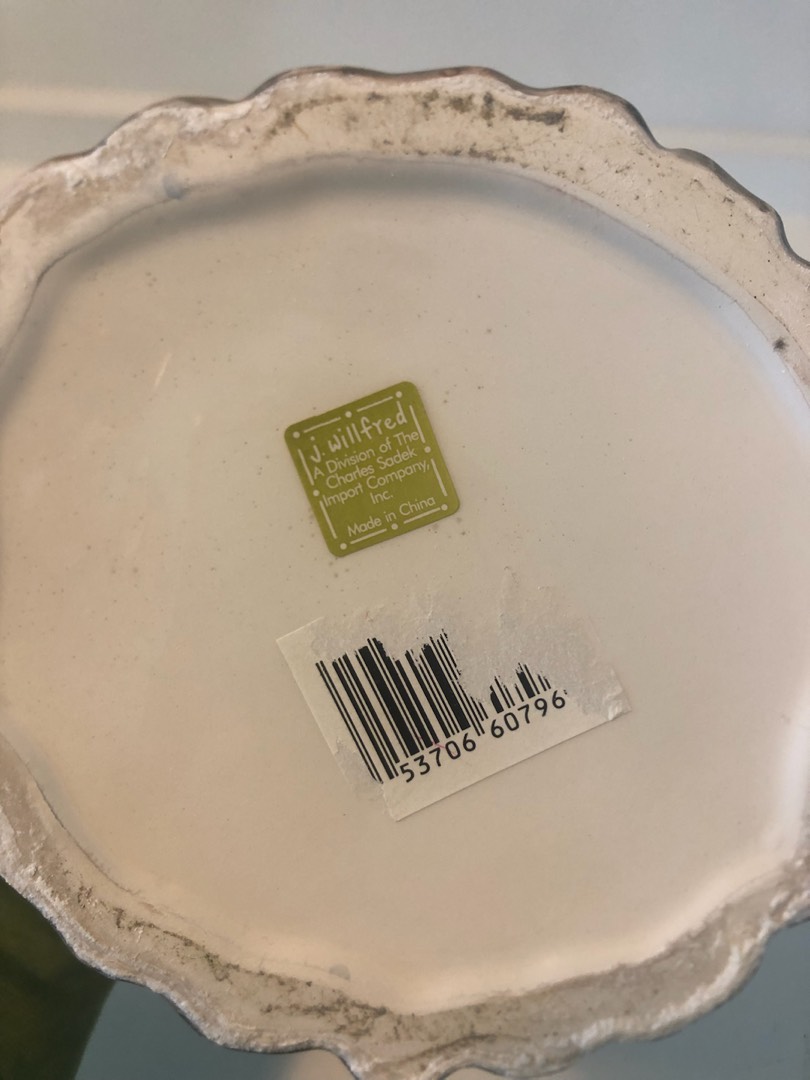 j. willfred
A Division of The
Charles Sadek
Import Company,
Inc.
Made in China
53706 60796